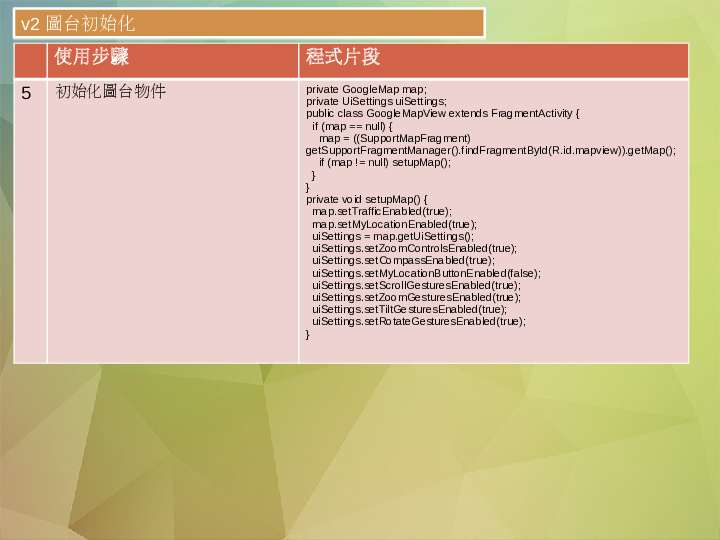 v2 圖台初始化
使用步驟
程式片段
5
初始化圖台物件
private GoogleMap map;
private UiSettings uiSettings;
public class GoogleMapView extends FragmentActivity {
if (map == null) {
map = ((SupportMapFragment)
getSupportFragmentManager().findFragmentById(R.id.mapview)).getMap();
if (map != null) setupMap();
}
}
private void setupMap() {
map.setTrafficEnabled(true);
map.setMyLocationEnabled(true);
uiSettings = map.getUiSettings();
uiSettings.setZoomControlsEnabled(true);
uiSettings.setCompassEnabled(true);
uiSettings.setMyLocationButtonEnabled(false);
uiSettings.setScrollGesturesEnabled(true);
uiSettings.setZoomGesturesEnabled(true);
uiSettings.setTiltGesturesEnabled(true);
uiSettings.setRotateGesturesEnabled(true);
}